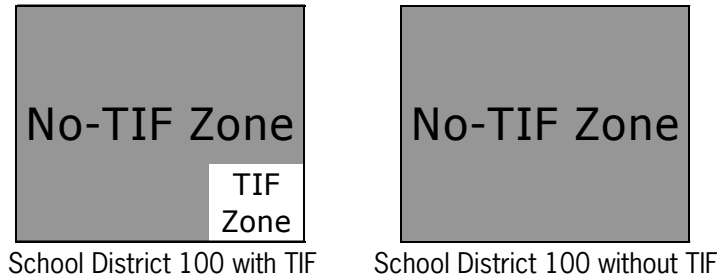 No-TIF Zone
TIF
Zone
School District 100 with TIF
No-TIF Zone
School District 100 without TIF